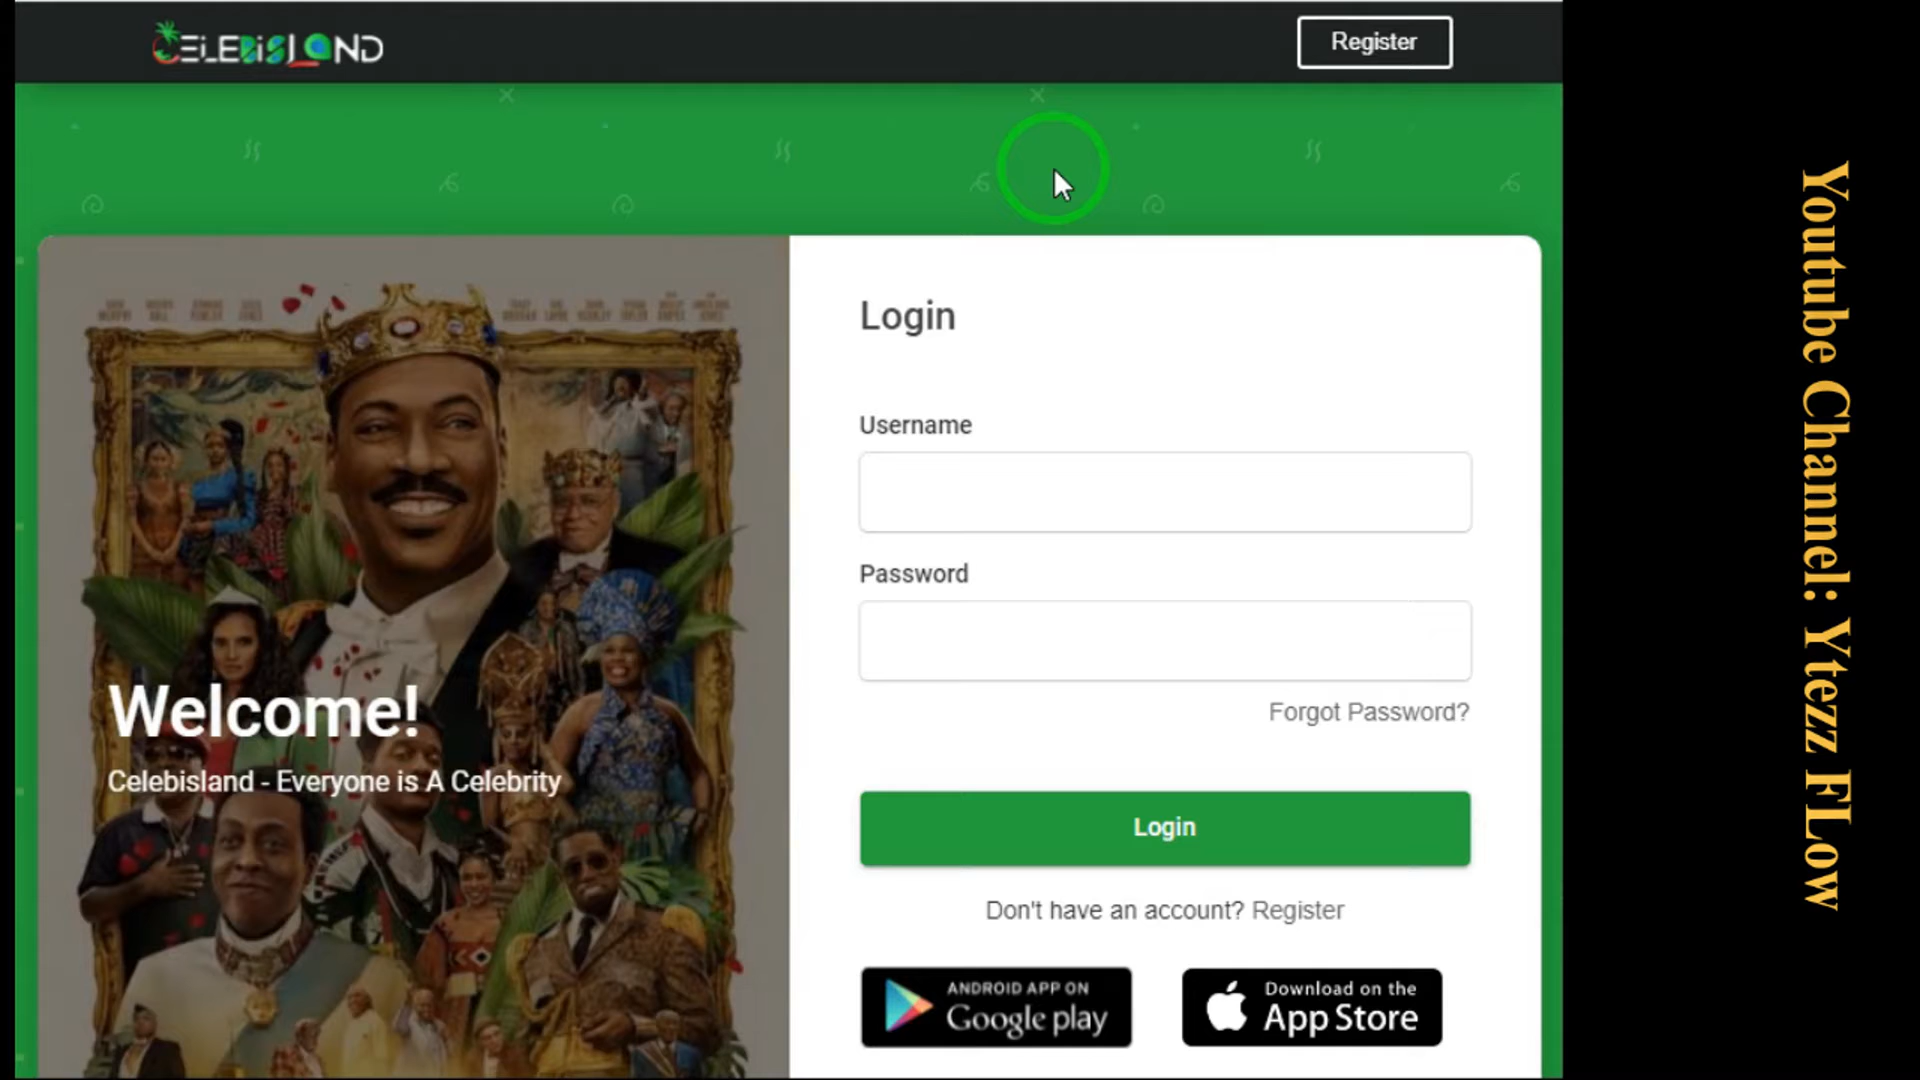 CELEBISLAND
Register
Login
Username
Password
Forgot Password?
Welcome!
Celebisland - Everyone is A Celebrity
Login
Don't have an account? Register
ANDROID APP ON
Google play
Download on the
App Store
Youtube Channel: Ytezz FLow